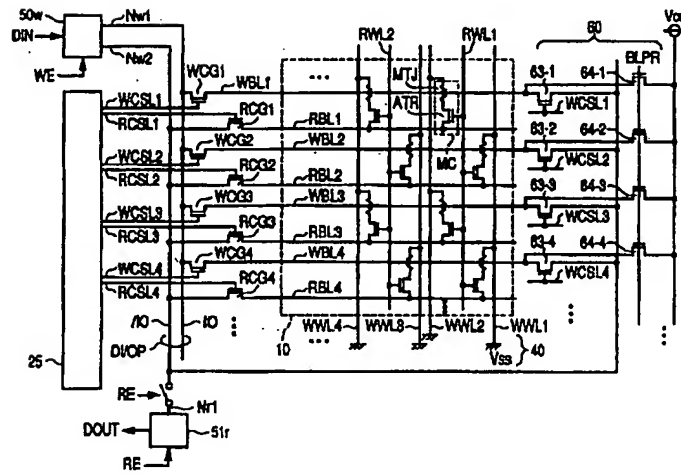 50w
DIN
WE
Nw1
Nw2
RWL2
RWL1
60
BLPR
WCG1
WBL1
MTJ
ATR
MC
63-1
64-1
WCSL1
RCSL1
RCG1
RBL1
WCSL1
WCG2
WBL2
63-2
64-2
WCSL2
RCSL2
RCG2
RBL2
WCSL2
WCG3
WBL3
63-3
64-3
WCSL3
RCSL3
RCG3
RBL3
WCSL3
WCG4
WBL4
63-4
64-4
WCSL4
RCSL4
RCG4
RBL4
WCSL4
/IO
IO
10
WWL4
WWL3
WWL2
WWL1
DI/OP
25
Vss
40
RE
Nr1
DOUT
51r
RE